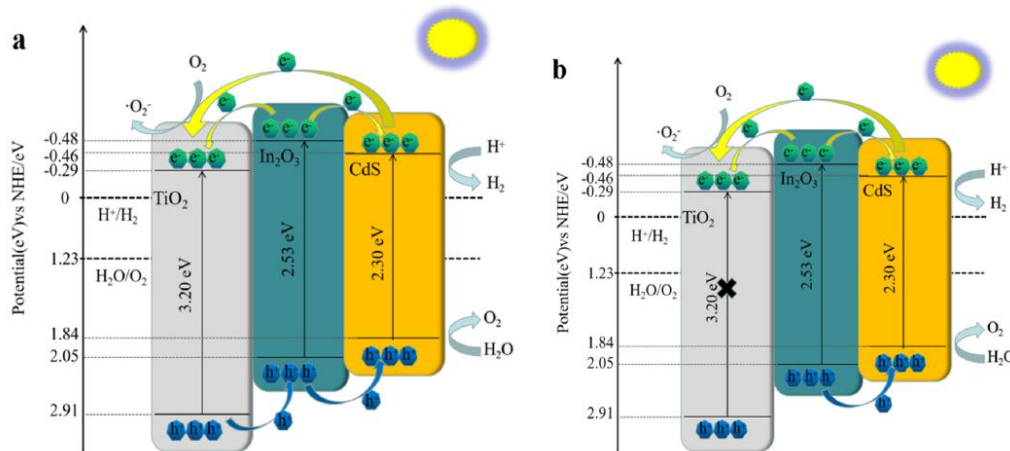 a
Potential(eV)vs NHE/eV
-0.48
-0.46
-0.29
0
1.23
1.84
2.05
2.91
O₂
·O₂⁻
e⁻
e⁻
e⁻
e⁻ e⁻ e⁻
e⁻ e⁻ e⁻
e⁻ e⁻ e⁻
TiO₂
In₂O₃
CdS
H⁺/H₂
H₂O/O₂
3.20 eV
2.53 eV
2.30 eV
H⁺
H₂
O₂
H₂O
h⁺ h⁺ h⁺
h⁺ h⁺ h⁺
h⁺ h⁺ h⁺
h⁺
h⁺
b
Potential(eV)vs NHE/eV
-0.48
-0.46
-0.29
0
1.23
1.84
2.05
2.91
O₂
·O₂⁻
e⁻
e⁻
e⁻
e⁻ e⁻ e⁻
e⁻ e⁻ e⁻
e⁻ e⁻ e⁻
TiO₂
In₂O₃
CdS
H⁺/H₂
H₂O/O₂
3.20 eV
2.53 eV
2.30 eV
H⁺
H₂
O₂
H₂O
h⁺ h⁺ h⁺
h⁺ h⁺ h⁺
h⁺ h⁺ h⁺
h⁺